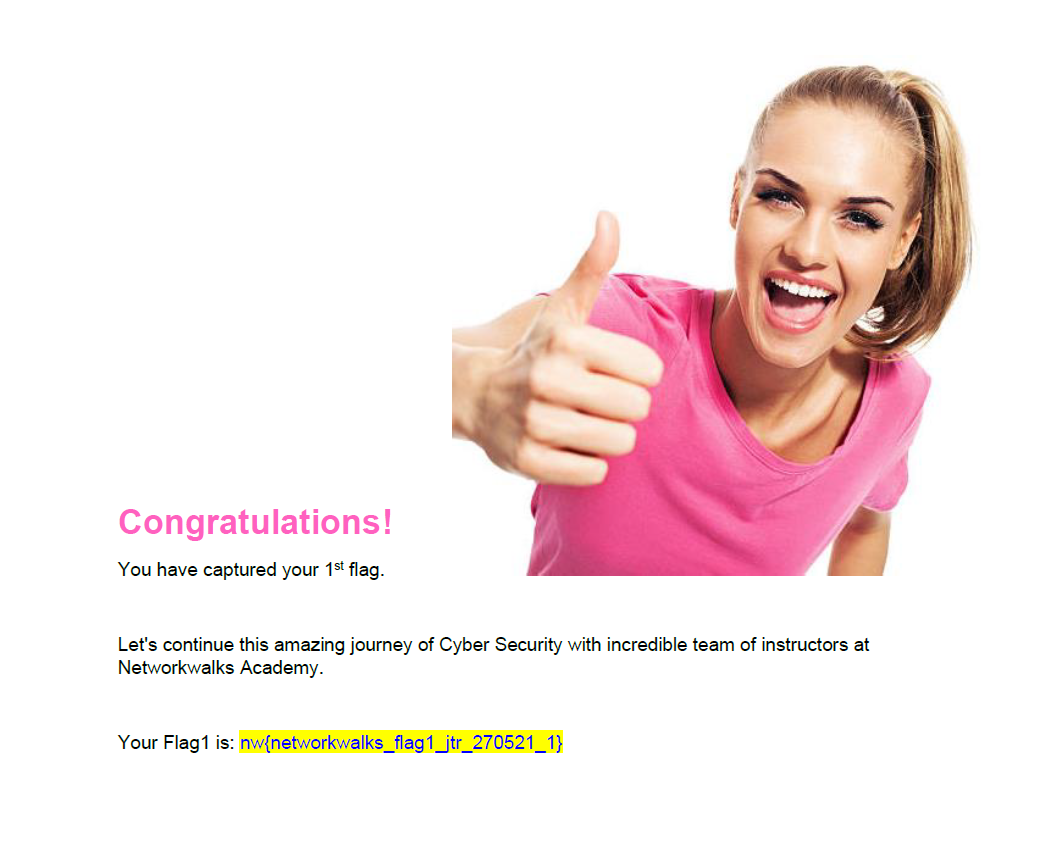 Congratulations!
You have captured your 1st flag.
Let's continue this amazing journey of Cyber Security with incredible team of instructors at
Networkwalks Academy.
Your Flag1 is: nw{networkwalks_flag1_jtr_270521_1}